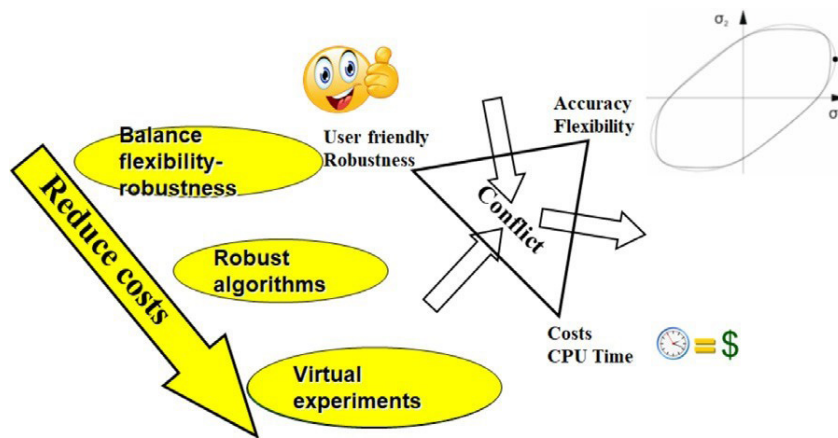 σ₂
Accuracy
Flexibility
σ
User friendly
Robustness
Balance
flexibility-
robustness
Reduce costs
Conflict
Robust
algorithms
Costs
CPU Time
= $
Virtual
experiments